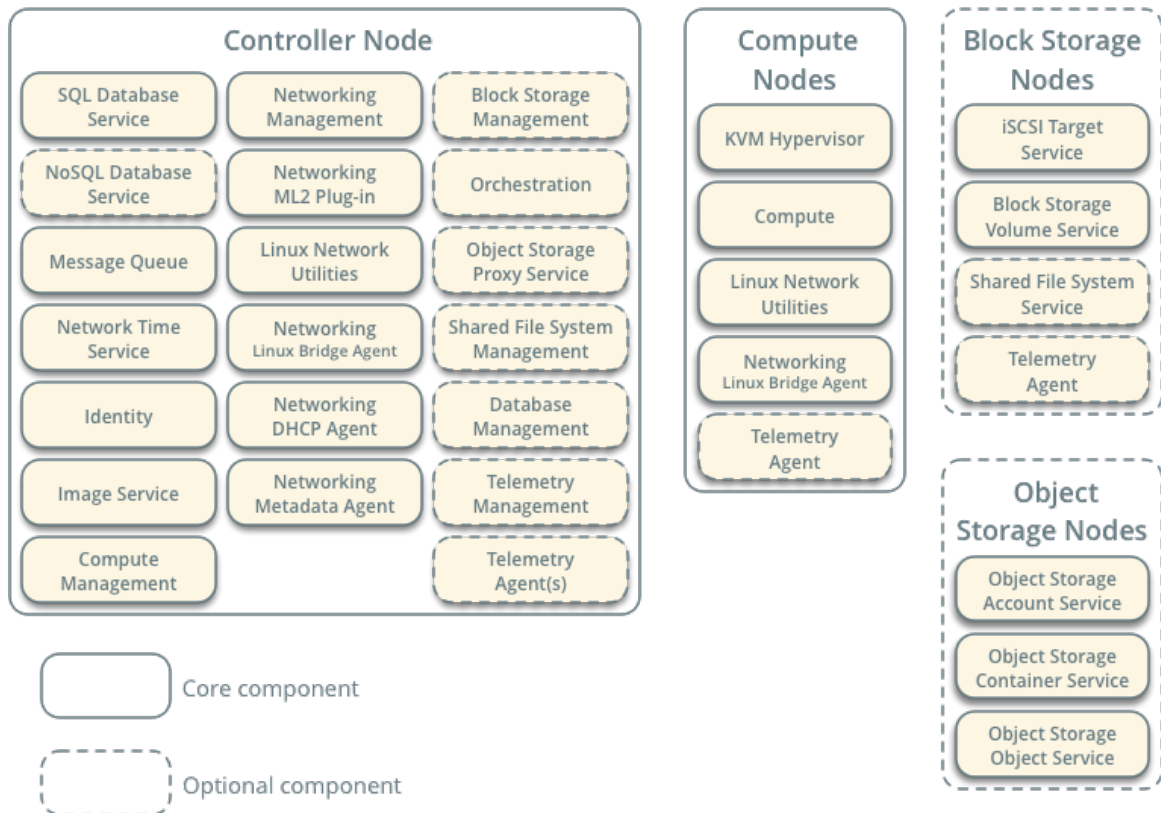 Controller Node
SQL Database
Service
NoSQL Database
Service
Message Queue
Network Time
Service
Identity
Image Service
Compute
Management
Networking
Management
Networking
ML2 Plug-in
Linux Network
Utilities
Networking
Linux Bridge Agent
Networking
DHCP Agent
Networking
Metadata Agent
Block Storage
Management
Orchestration
Object Storage
Proxy Service
Shared File System
Management
Database
Management
Telemetry
Management
Telemetry
Agent(s)
Compute
Nodes
KVM Hypervisor
Compute
Linux Network
Utilities
Networking
Linux Bridge Agent
Telemetry
Agent
Block Storage
Nodes
iSCSI Target
Service
Block Storage
Volume Service
Shared File System
Service
Telemetry
Agent
Object
Storage Nodes
Object Storage
Account Service
Object Storage
Container Service
Object Storage
Object Service
Core component
Optional component